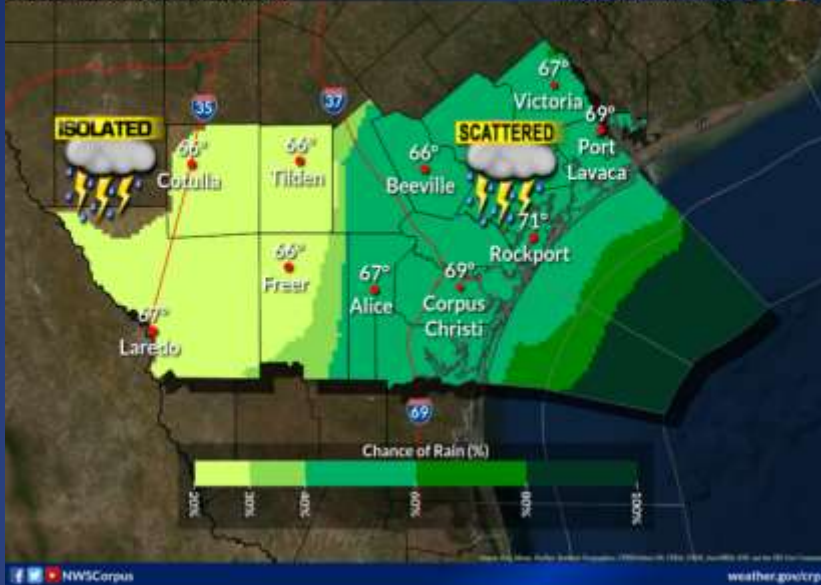 35
37
ISOLATED
SCATTERED
67°
Victoria
69°
Port
Lavaca
66°
Cotulla
66°
Tilden
66°
Beeville
71°
Rockport
66°
Freer
67°
Alice
69°
Corpus
Christi
67°
Laredo
69
Chance of Rain (%)
20%
30%
40%
60%
80%
100%
NWSCorpus
weather.gov/crp